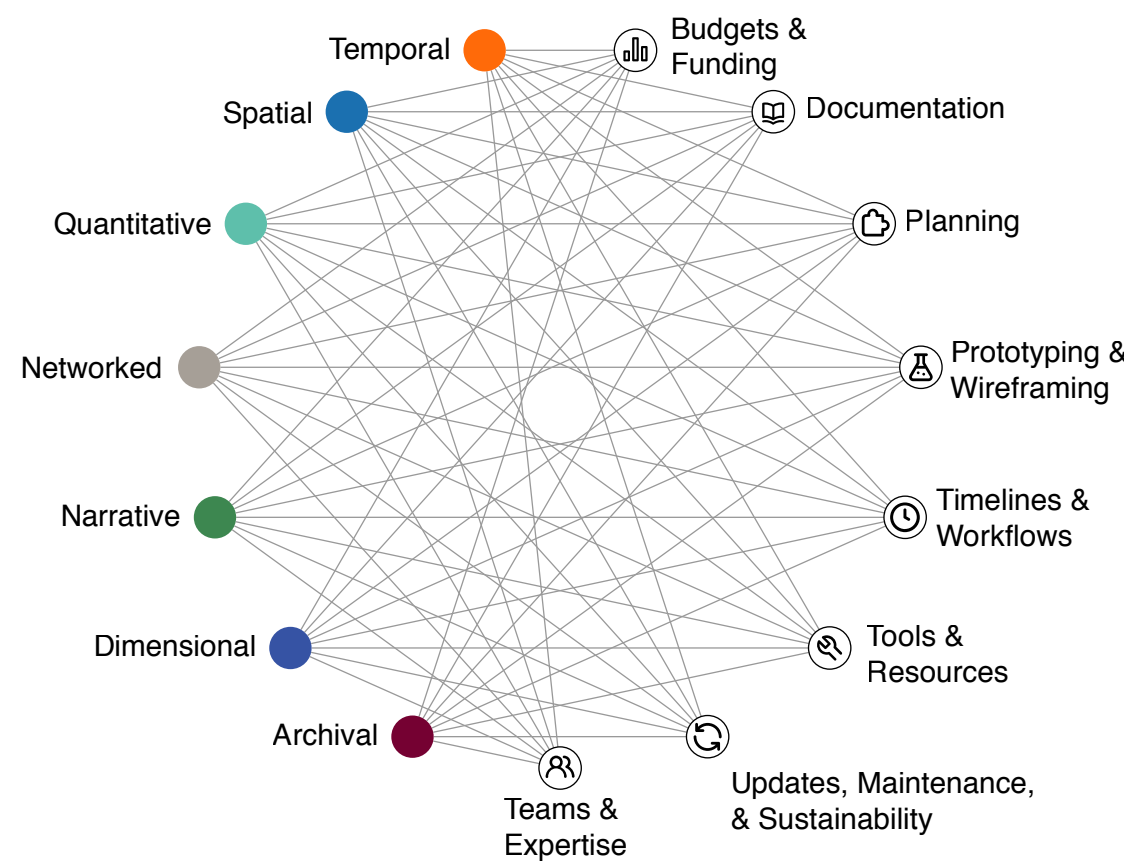 Temporal
Budgets &
Funding
Spatial
Documentation
Quantitative
Planning
Networked
Prototyping &
Wireframing
Narrative
Timelines &
Workflows
Dimensional
Tools &
Resources
Archival
Updates, Maintenance,
& Sustainability
Teams &
Expertise